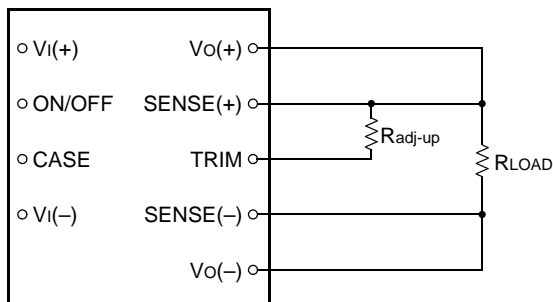 VI(+) VO(+)
ON/OFF SENSE(+)
Radj-up
CASE TRIM
RLOAD
VI(–) SENSE(–)
VO(–)